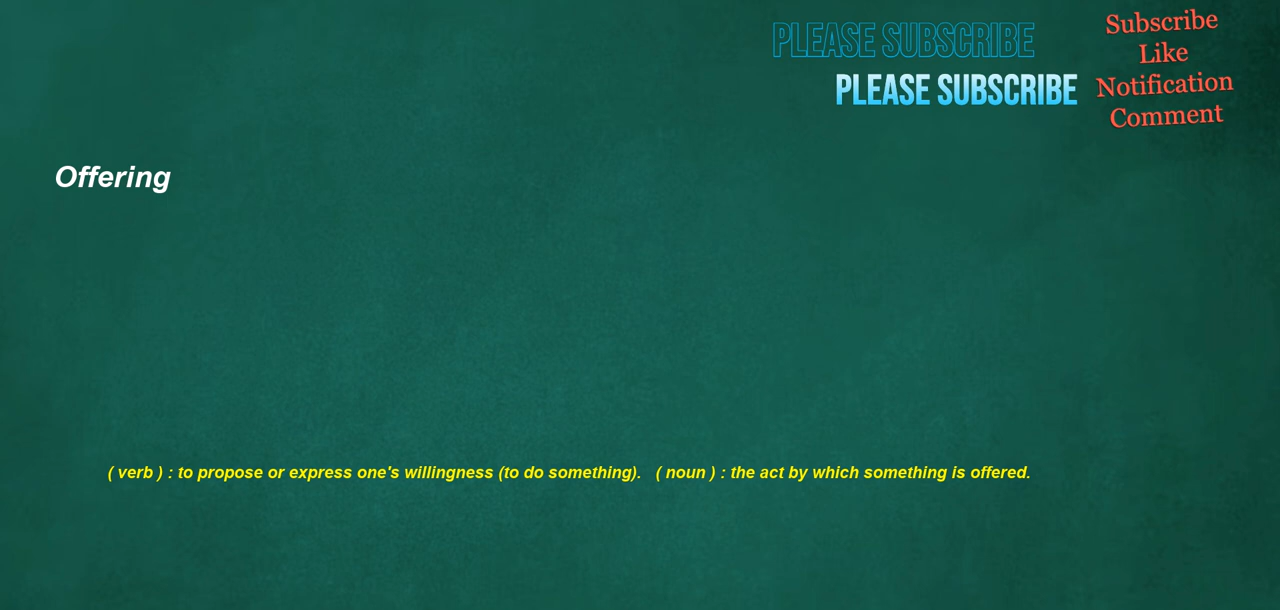 PLEASE SUBSCRIBE
PLEASE SUBSCRIBE
Subscribe
Like
Notification
Comment
Offering
( verb ) : to propose or express one's willingness (to do something).   ( noun ) : the act by which something is offered.